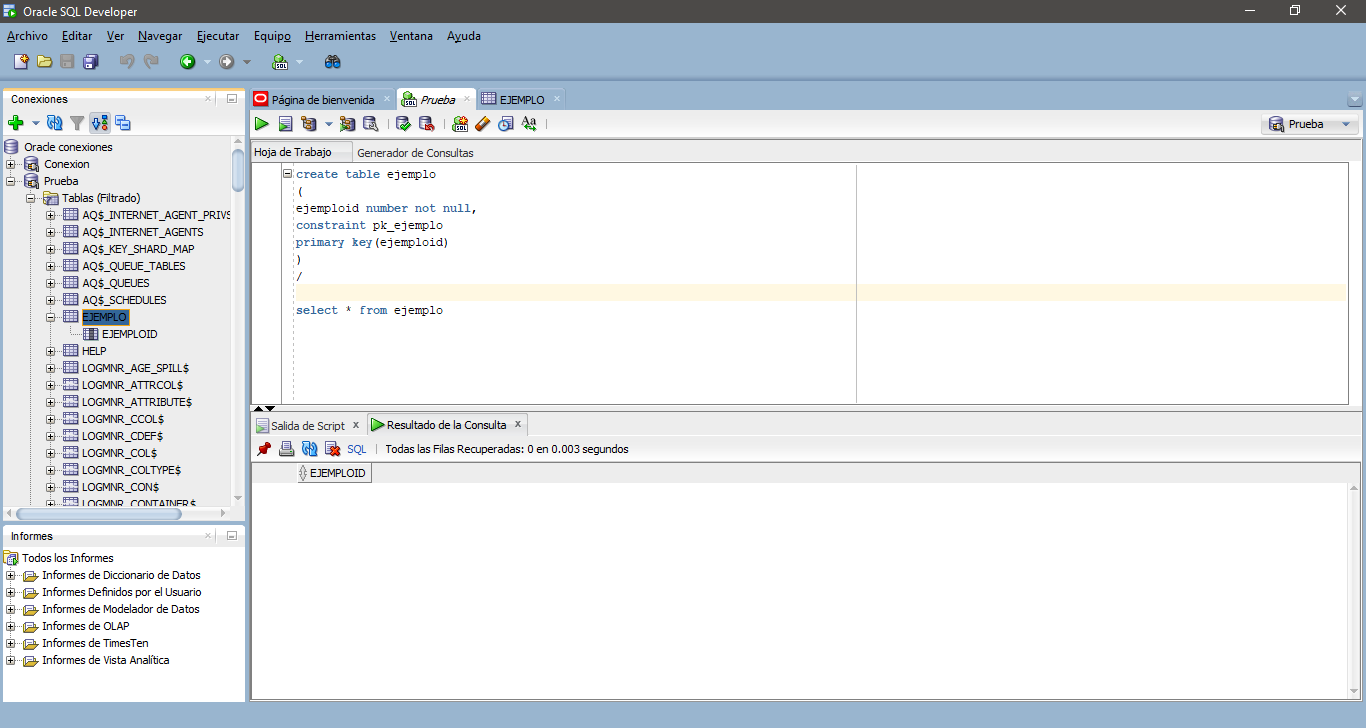 Oracle SQL Developer
Archivo Editar Ver Navegar Ejecutar Equipo Herramientas Ventana Ayuda
Conexiones
Oracle conexiones
Conexion
Prueba
Tablas (Filtrado)
AQ$_INTERNET_AGENT_PRIVS
AQ$_INTERNET_AGENTS
AQ$_KEY_SHARD_MAP
AQ$_QUEUE_TABLES
AQ$_QUEUES
AQ$_SCHEDULES
EJEMPLO
EJEMPLOID
HELP
LOGMNR_AGE_SPILL$
LOGMNR_ATTRCOL$
LOGMNR_ATTRIBUTE$
LOGMNR_CCOL$
LOGMNR_CDEF$
LOGMNR_COL$
LOGMNR_COLTYPE$
LOGMNR_CON$
LOGMNR_CONTAINER$
Informes
Todos los Informes
Informes de Diccionario de Datos
Informes Definidos por el Usuario
Informes de Modelador de Datos
Informes de OLAP
Informes de TimesTen
Informes de Vista Analítica
Página de bienvenida Prueba EJEMPLO
Prueba
Hoja de Trabajo Generador de Consultas
create table ejemplo
(
ejemploid number not null,
constraint pk_ejemplo
primary key(ejemploid)
)
/
select * from ejemplo
Salida de Script Resultado de la Consulta
SQL Todas las Filas Recuperadas: 0 en 0.003 segundos
EJEMPLOID